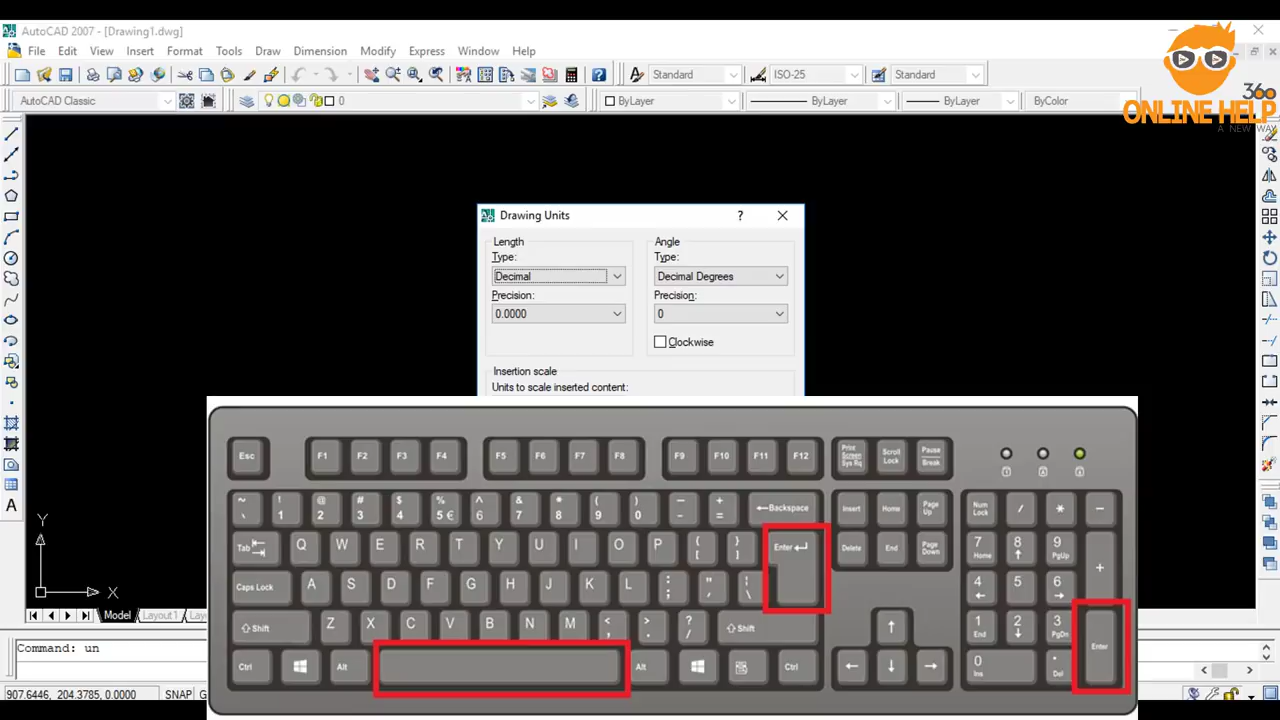 AutoCAD 2007 - [Drawing1.dwg]
File Edit View Insert Format Tools Draw Dimension Modify Express Window Help
Standard ISO-25 Standard
AutoCAD Classic 0 ByLayer ByLayer ByLayer ByColor
360
ONLINE HELP
A NEW WAY
Drawing Units ?
Length
Type:
Decimal
Precision:
0.0000
Angle
Type:
Decimal Degrees
Precision:
0
Clockwise
Insertion scale
Units to scale inserted content:
Esc F1 F2 F3 F4 F5 F6 F7 F8 F9 F10 F11 F12 Print Screen Sys Rq Scroll Lock Pause Break
~ ! @ # $ % ^ & * ( ) — +
` 1 2 3 4 5 € 6 7 8 9 0 - = ←Backspace Insert Home Page Up Num Lock / * −
Tab Q W E R T Y U I O P { [ } ] Enter Delete End Page Down 7 Home 8 ↑ 9 PgUp +
Caps Lock A S D F G H J K L : ; " ' | \ 4 ← 5 6 →
Shift Z X C V B N M < , > . ? / Shift ↑ 1 End 2 ↓ 3 PgDn Enter
Ctrl Alt Alt Ctrl ← ↓ → 0 Ins . Del
Y
X
Model Layout1
Command: un
907.6446, 204.3785, 0.0000 SNAP
A